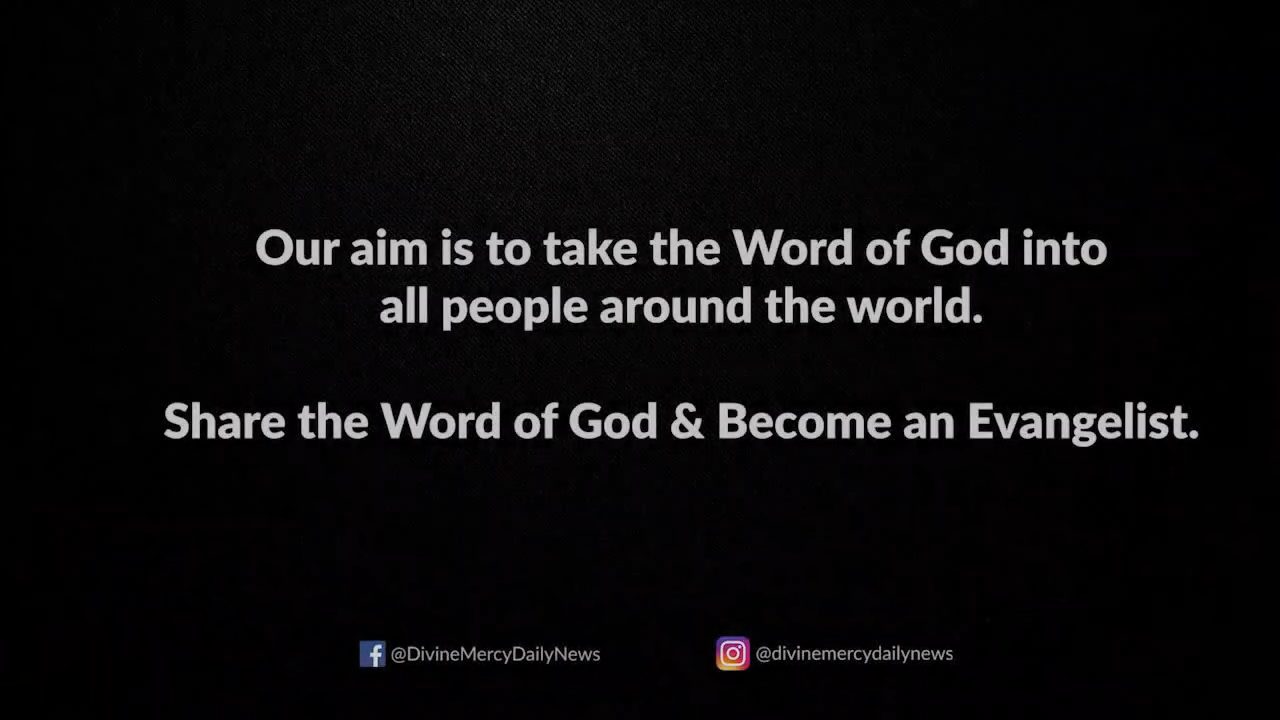 Our aim is to take the Word of God into
all people around the world.
Share the Word of God & Become an Evangelist.
@DivineMercyDailyNews
@divinemercydailynews